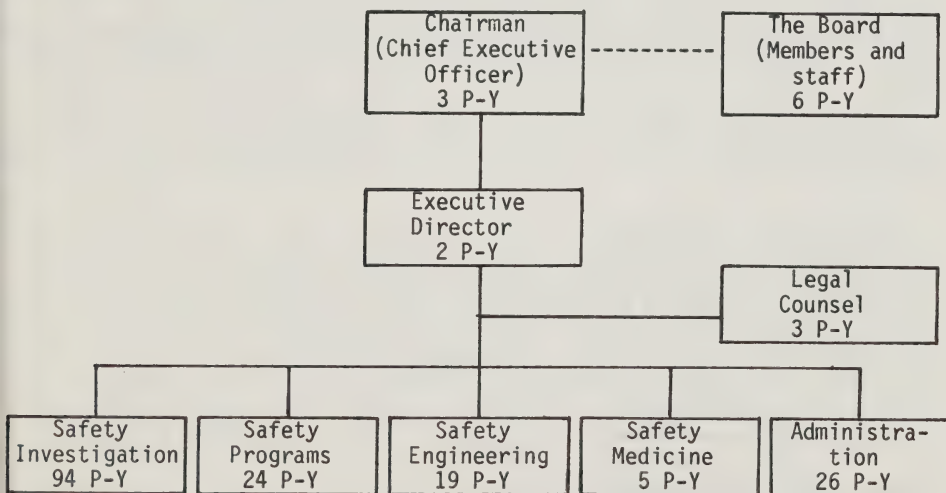 Chairman
(Chief Executive
Officer)
3 P-Y
The Board
(Members and
staff)
6 P-Y
Executive
Director
2 P-Y
Legal
Counsel
3 P-Y
Safety
Investigation
94 P-Y
Safety
Programs
24 P-Y
Safety
Engineering
19 P-Y
Safety
Medicine
5 P-Y
Administra-
tion
26 P-Y